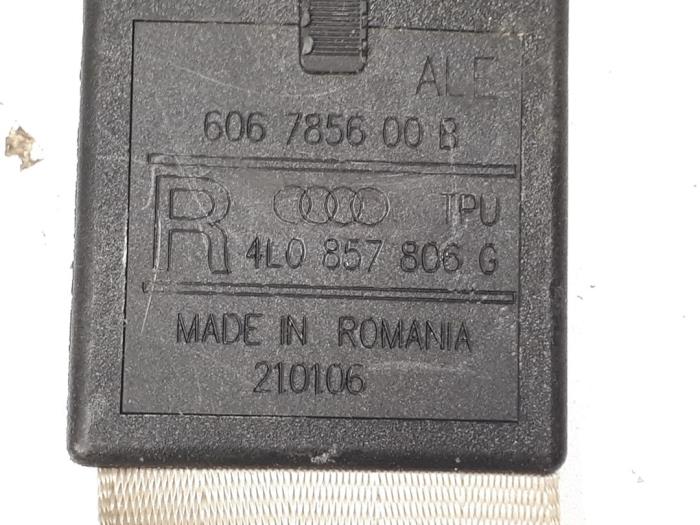 ALE
606 7856 00 B
R TPU
4L0 857 806 G
MADE IN ROMANIA
210106